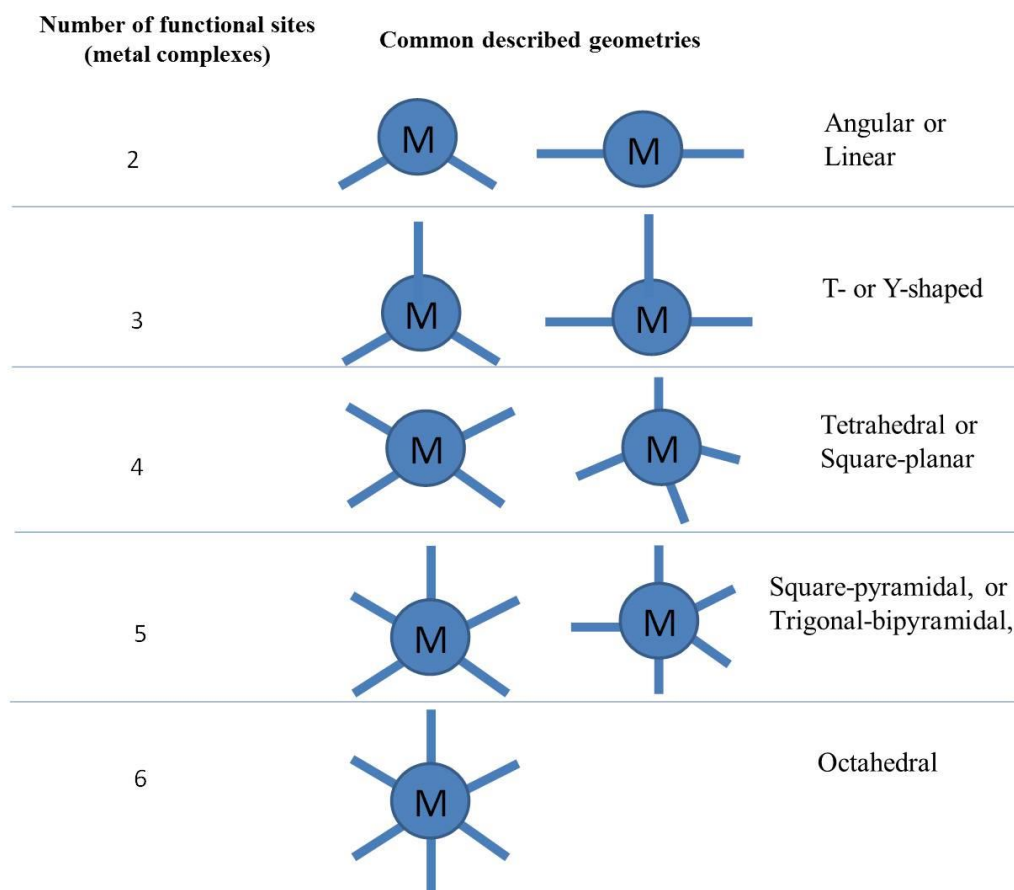 Number of functional sites
(metal complexes)
Common described geometries
2
M
M
Angular or
Linear
3
M
M
T- or Y-shaped
4
M
M
Tetrahedral or
Square-planar
5
M
M
Square-pyramidal, or
Trigonal-bipyramidal,
6
M
Octahedral